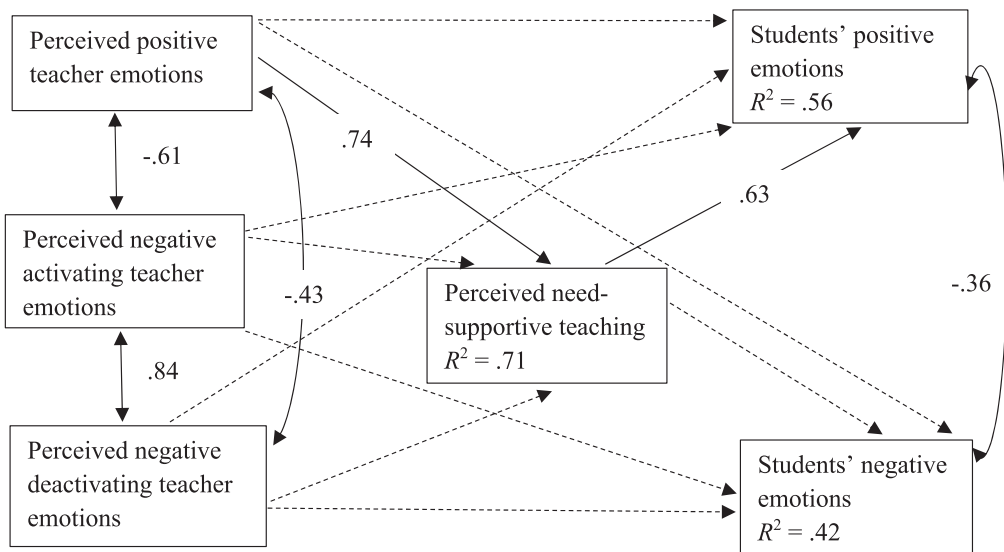 Perceived positive
teacher emotions
Students’ positive
emotions
R² = .56
.74
-.61
.63
Perceived negative
activating teacher
emotions
-.43
Perceived need-
supportive teaching
R² = .71
-.36
.84
Perceived negative
deactivating teacher
emotions
Students’ negative
emotions
R² = .42